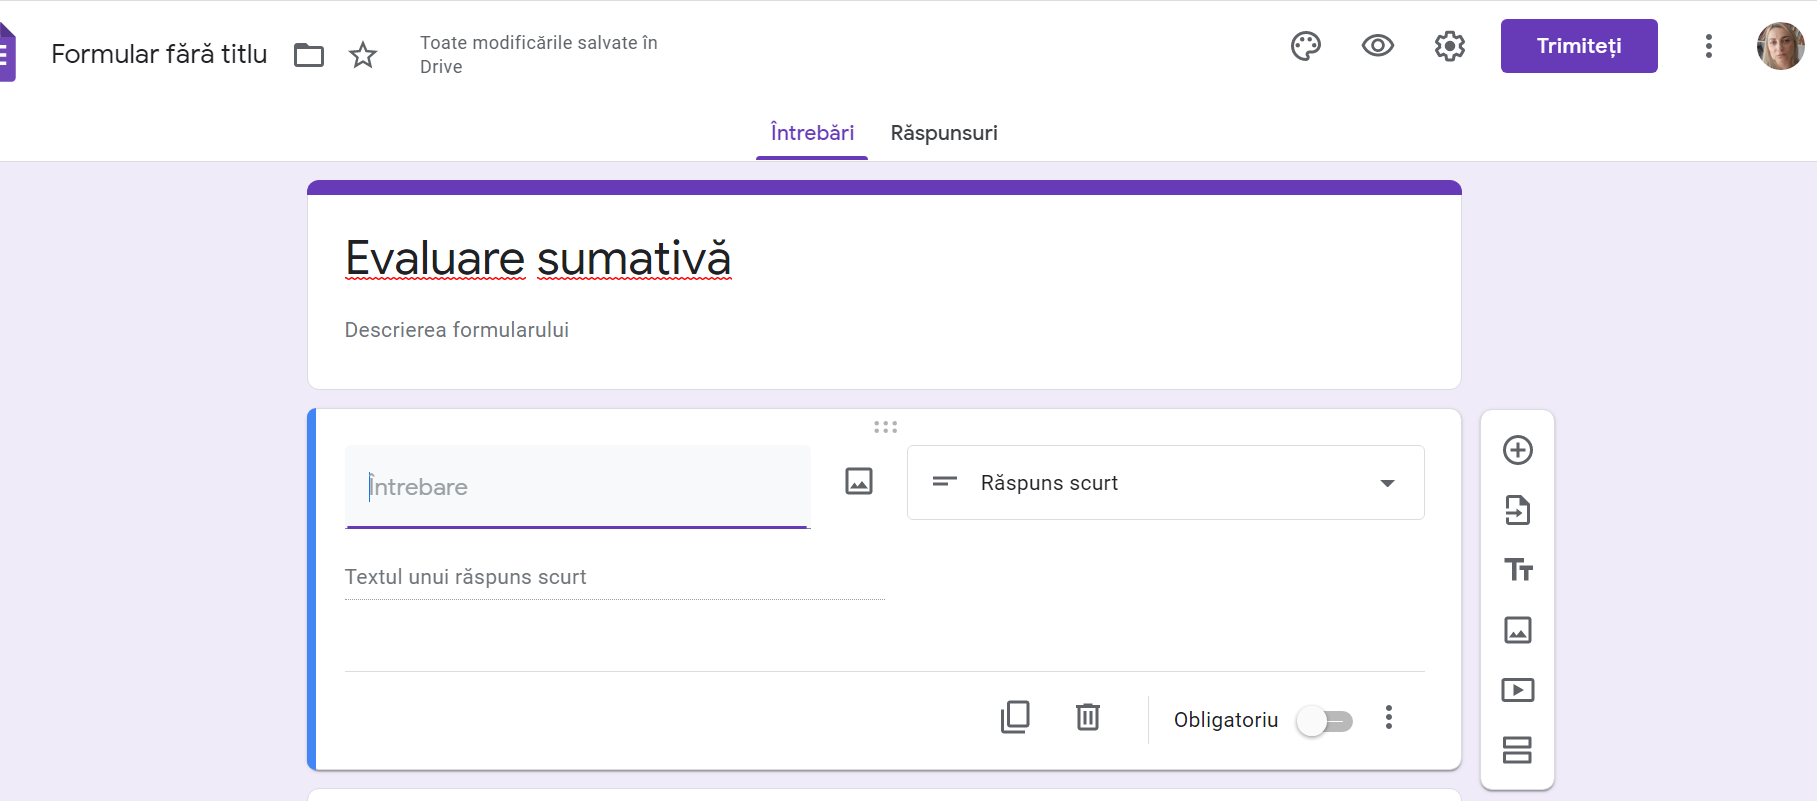 Formular fără titlu
Toate modificările salvate în
Drive
Trimiteți
Întrebări Răspunsuri
Evaluare sumativă
Descrierea formularului
Întrebare
Răspuns scurt
Textul unui răspuns scurt
Obligatoriu